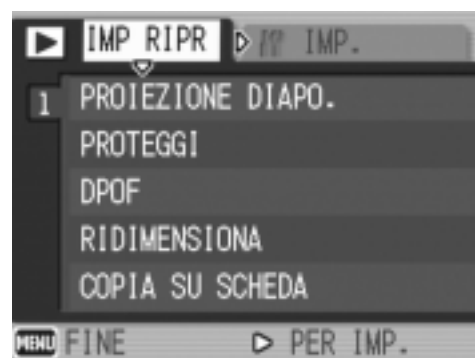 IMP RIPR IMP.
1 PROIEZIONE DIAPO.
PROTEGGI
DPOF
RIDIMENSIONA
COPIA SU SCHEDA
MENU FINE PER IMP.